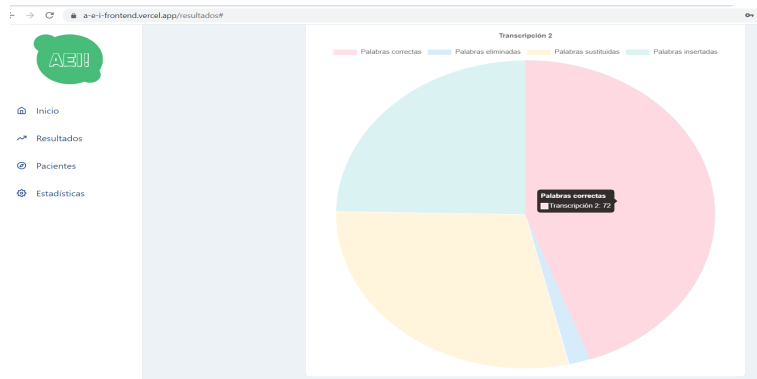 a-e-i-frontend.vercel.app/resultados#
AEI!!
Inicio
Resultados
Pacientes
Estadísticas
Transcripción 2
Palabras correctas Palabras eliminadas Palabras sustituidas Palabras insertadas
Palabras correctas
Transcripción 2: 72